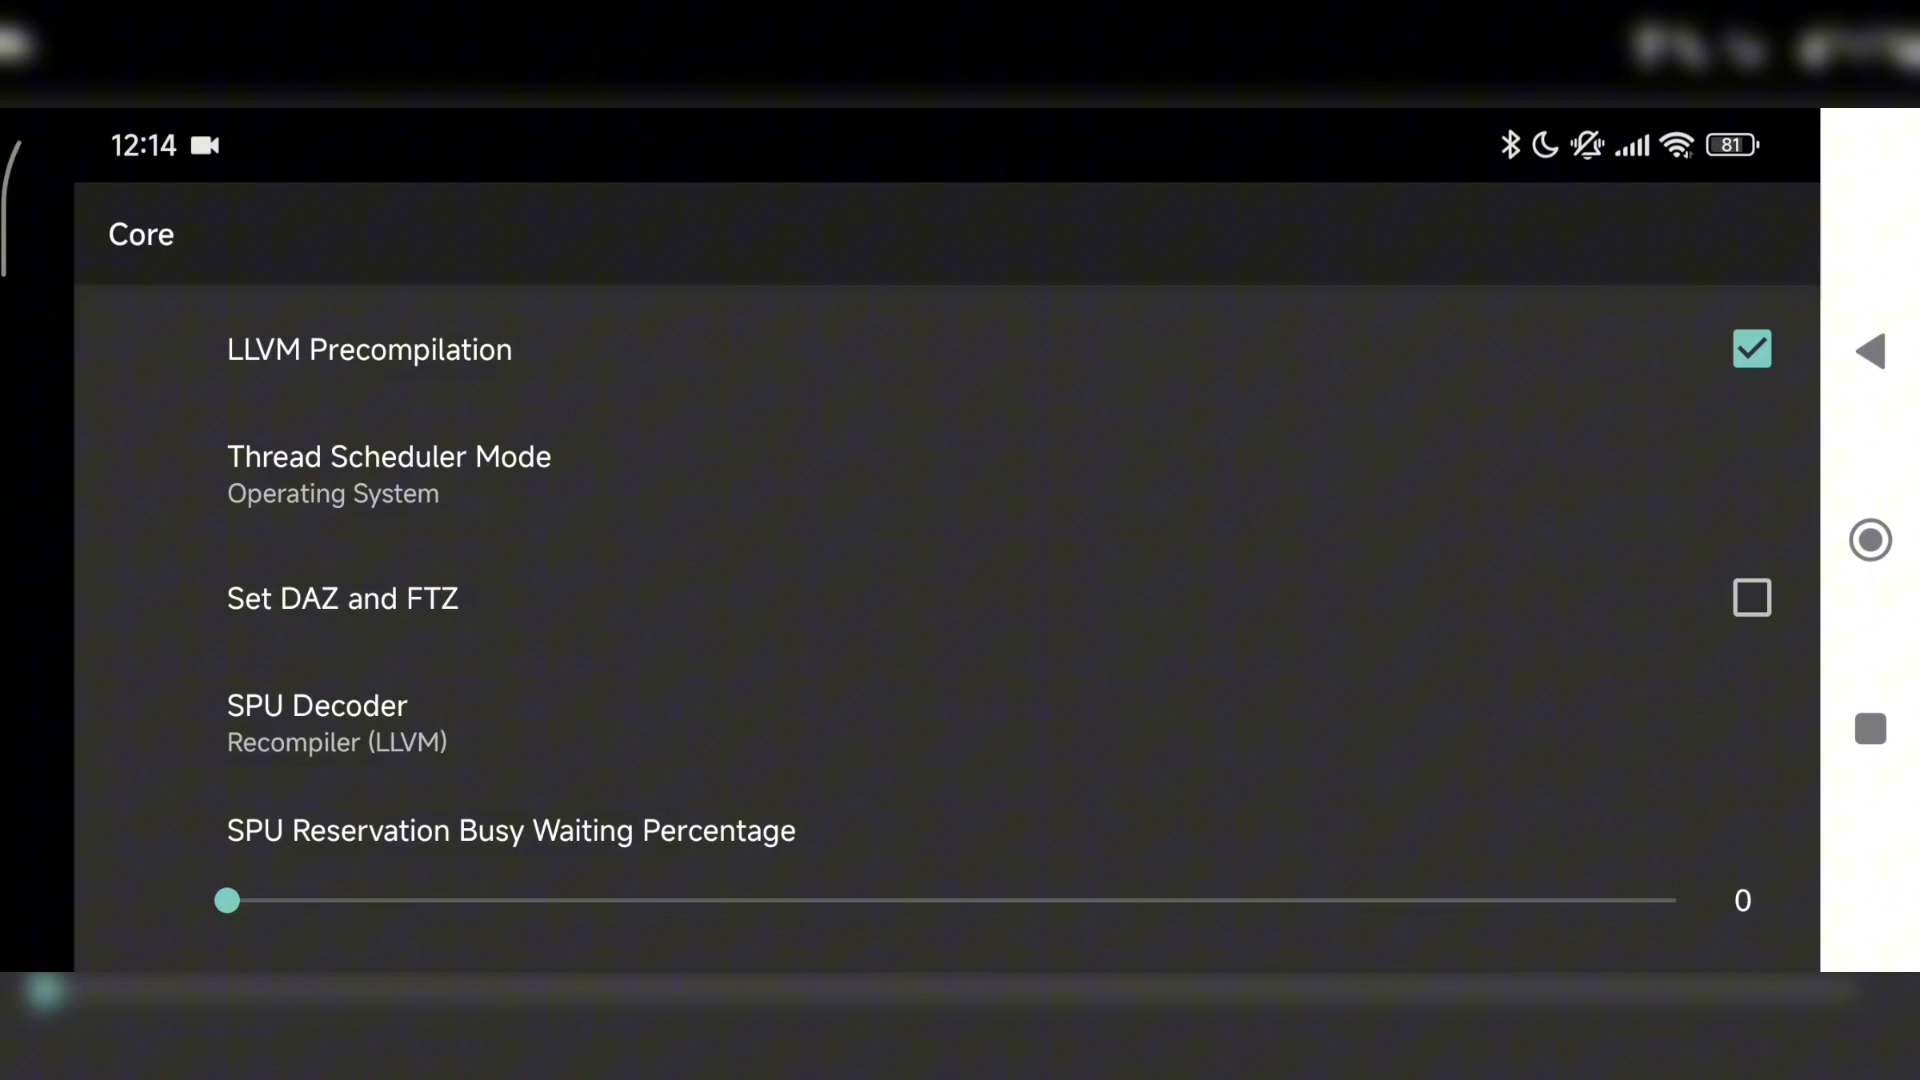 12:14
81
Core
LLVM Precompilation
Thread Scheduler Mode
Operating System
Set DAZ and FTZ
SPU Decoder
Recompiler (LLVM)
SPU Reservation Busy Waiting Percentage
0